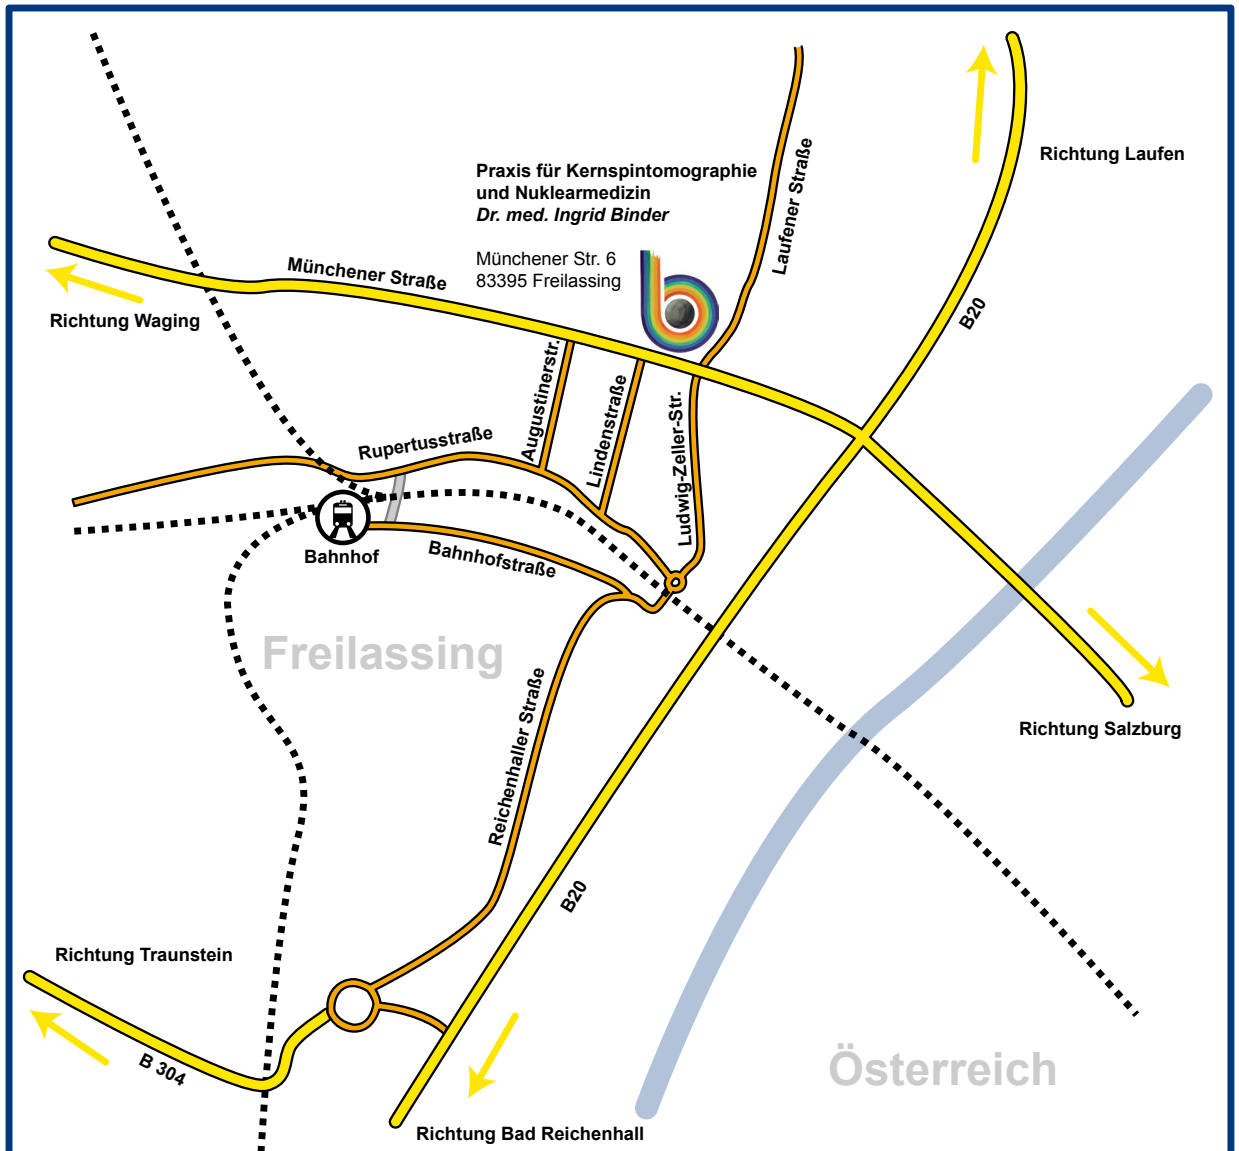 Richtung Laufen
Praxis für Kernspintomographie
und Nuklearmedizin
Dr. med. Ingrid Binder
Münchener Str. 6
83395 Freilassing
Laufener Straße
Münchener Straße
Richtung Waging
B20
Augustinerstr.
Lindenstraße
Ludwig-Zeller-Str.
Rupertusstraße
Bahnhof
Bahnhofstraße
Freilassing
Reichenhaller Straße
Richtung Salzburg
B20
Richtung Traunstein
B 304
Österreich
Richtung Bad Reichenhall